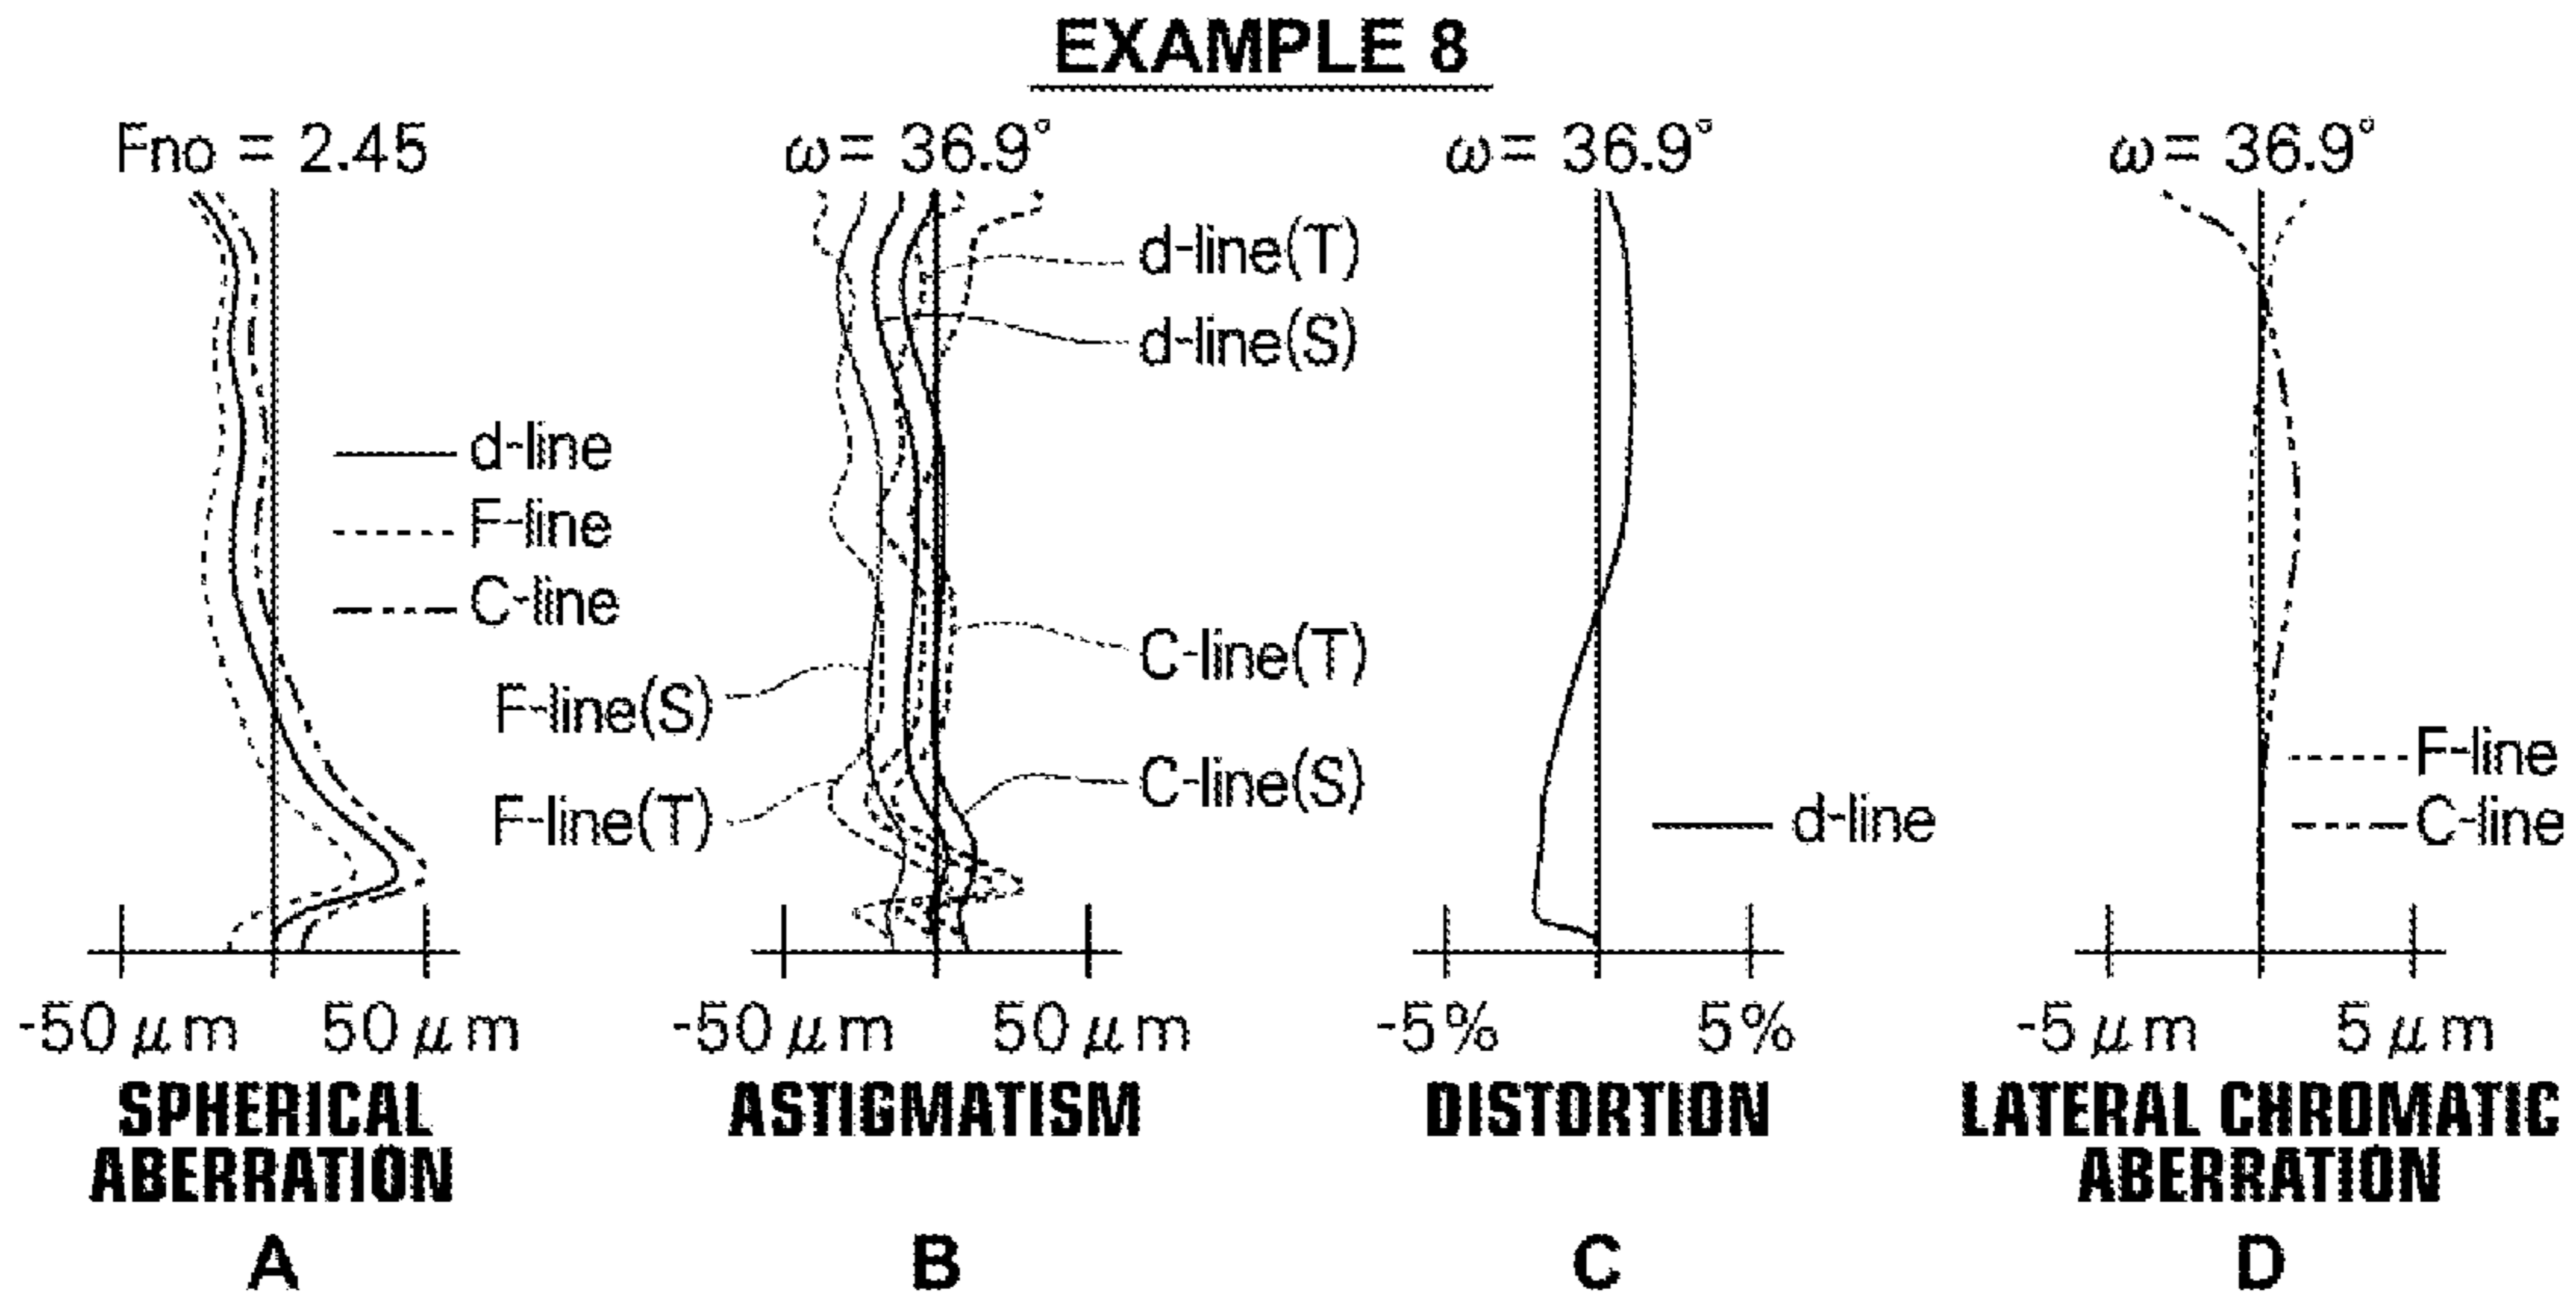 EXAMPLE 8
Fno = 2.45
d-line
F-line
C-line
-50 μm
50 μm
SPHERICAL
ABERRATION
A
ω= 36.9°
d-line(T)
d-line(S)
C-line(T)
F-line(S)
C-line(S)
F-line(T)
-50 μm
50 μm
ASTIGMATISM
B
ω= 36.9°
d-line
-5%
5%
DISTORTION
C
ω= 36.9°
F-line
C-line
-5 μm
5 μm
LATERAL CHROMATIC
ABERRATION
D